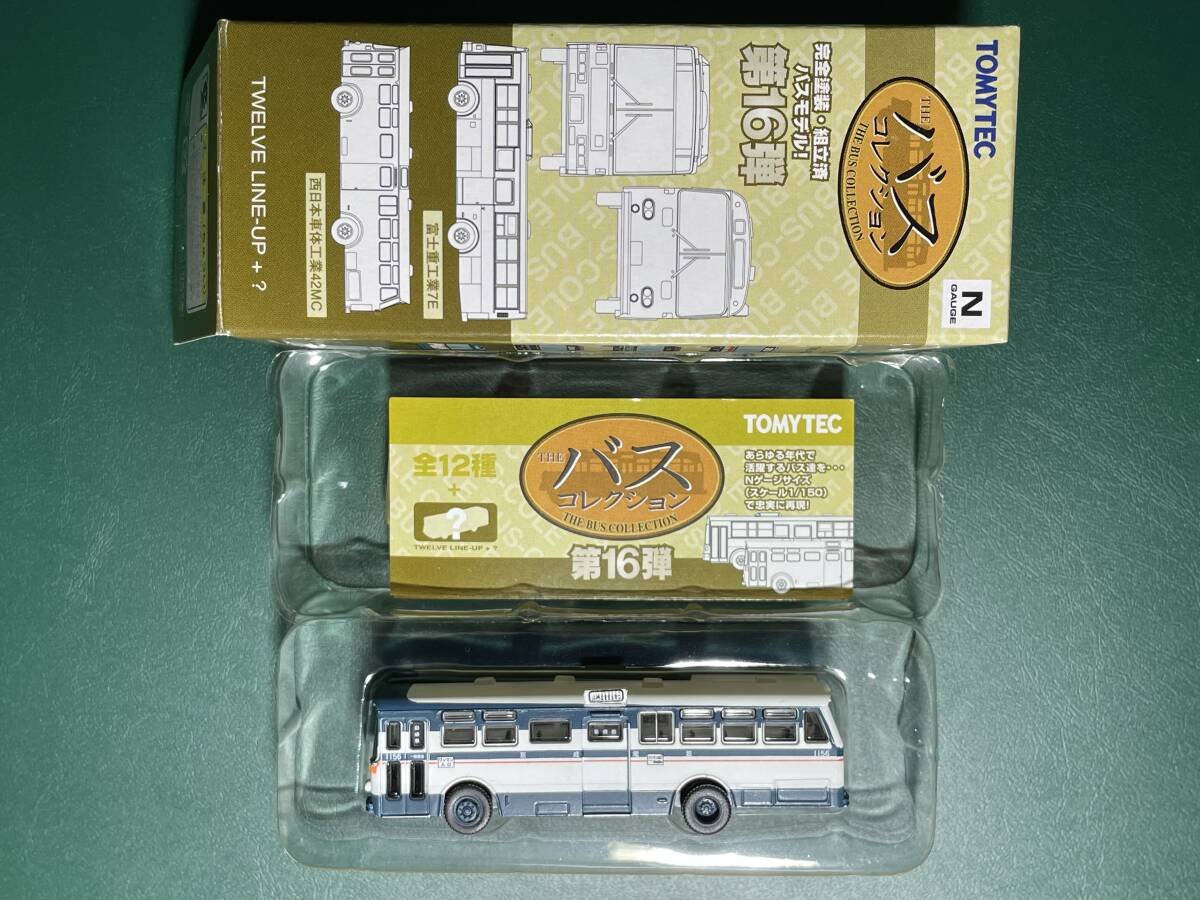 TOMYTEC
THE
バス
コレクション
THE BUS COLLECTION
N
GAUGE
完全塗装・組立済
バスモデル!
第16弾
富士重工業7E
西日本車体工業42MC
TWELVE LINE-UP + ?
TOMYTEC
THE
バス
コレクション
THE BUS COLLECTION
第16弾
全12種
+
?
TWELVE LINE-UP + ?
あらゆる年代で
活躍するバス達を・・・
Nゲージサイズ
(スケール1/150)
で忠実に再現!
1156
1156